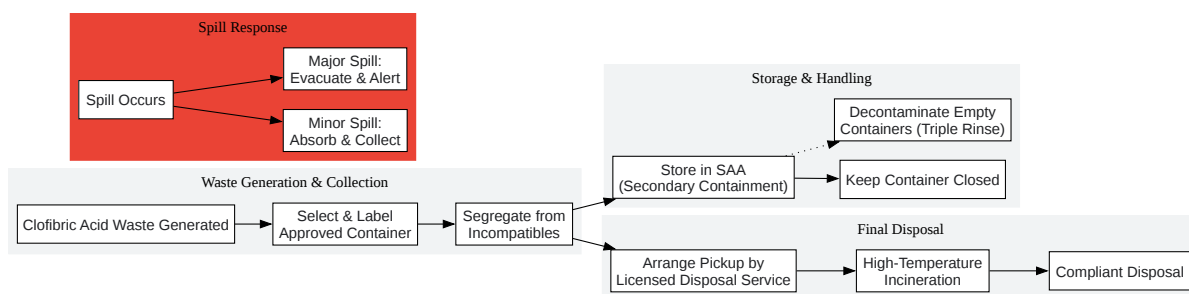 Spill Response
Spill Occurs
Major Spill:
Evacuate & Alert
Minor Spill:
Absorb & Collect
Waste Generation & Collection
Clofibric Acid Waste Generated
Select & Label
Approved Container
Segregate from
Incompatibles
Storage & Handling
Store in SAA
(Secondary Containment)
Decontaminate Empty
Containers (Triple Rinse)
Keep Container Closed
Final Disposal
Arrange Pickup by
Licensed Disposal Service
High-Temperature
Incineration
Compliant Disposal